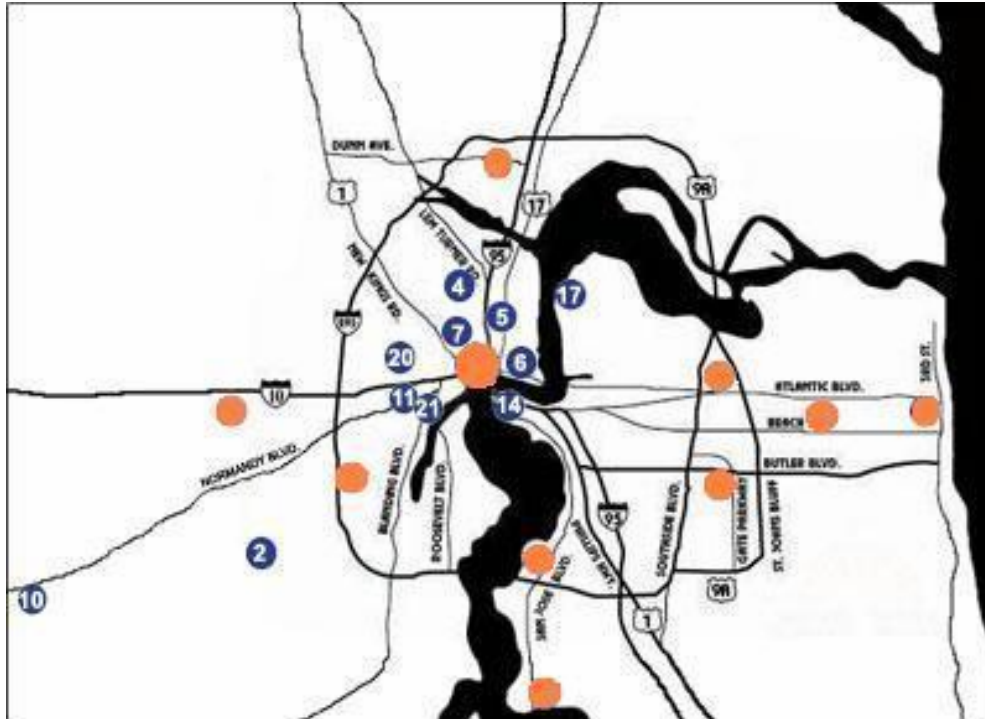 DUNN AVE.
1
17
9A
LEM TURNER RD.
NEW KINGS RD.
4
17
5
7
20
6
3RD ST.
10
ATLANTIC BLVD.
11
21
14
BEACH
NORMANDY BLVD.
BUTLER BLVD.
BLANDING BLVD.
ROOSEVELT BLVD.
95
PHILLIPS HWY.
SOUTHSIDE BLVD.
GATE PARKWAY
ST. JOHNS BLUFF
2
10
SAN JOSE BLVD.
9A
1